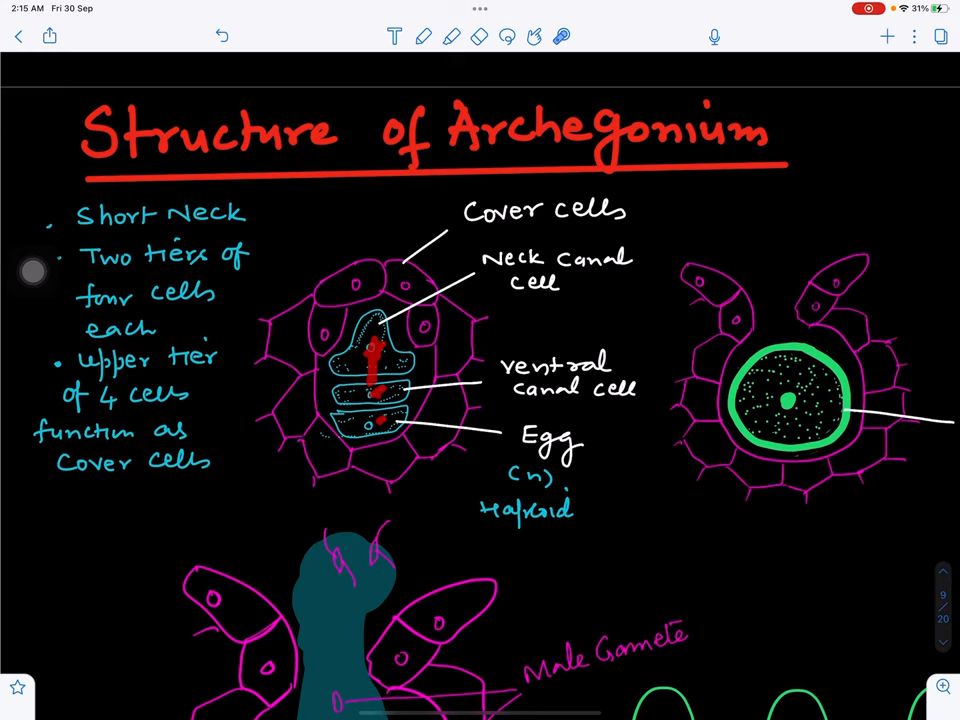 2:15 AM Fri 30 Sep
31%
Structure of Archegonium
. Short Neck
. Two tiers of
four cells
each
. upper tier
of 4 cells
function as
Cover cells
Cover cells
Neck canal
cell
ventral
canal cell
Egg
(n)
Haploid
Male Gamete
9
/
20